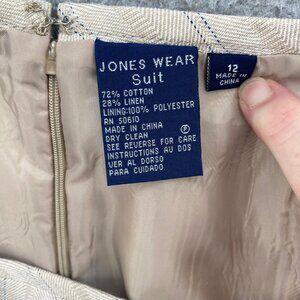 JONES WEAR
Suit
72% COTTON
28% LINEN
LINING:100% POLYESTER
RN 50610
MADE IN CHINA
DRY CLEAN
SEE REVERSE FOR CARE
INSTRUCTIONS AU DOS
VER AL DORSO
PARA CUIDADO
P
12
MADE IN
CHINA